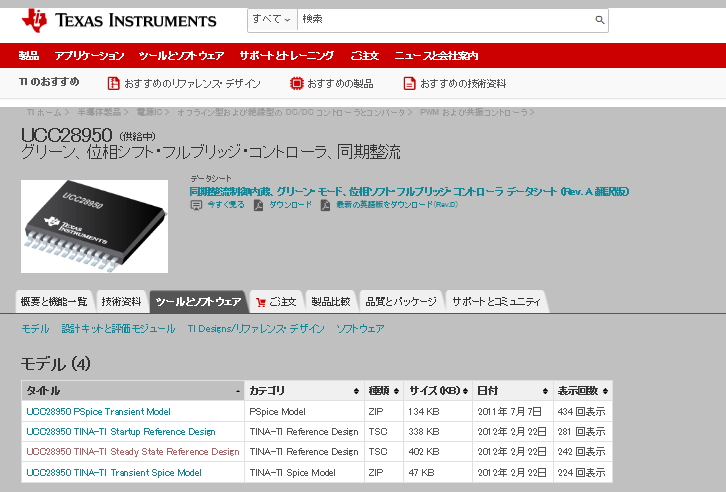 TEXAS INSTRUMENTS
すべて 検索
製品 アプリケーション ツールとソフトウェア サポートとトレーニング ご注文 ニュースと会社案内
TI のおすすめ おすすめのリファレンス・デザイン おすすめの製品 おすすめの技術資料
TI ホーム > 半導体製品 > 電源IC > オフライン型および絶縁型の DC/DC コントローラとコンバータ > PWM および共振コントローラ >
UCC28950 (供給中)
グリーン、位相シフト・フルブリッジ・コントローラ、同期整流
データシート
同期整流制御内蔵、グリーン・モード、位相ソフト・フルブリッジ・コントローラ データシート (Rev. A 翻訳版)
今すぐ見る ダウンロード 最新の英語版をダウンロード(Rev.D)
UCC28950
TEXAS INSTRUMENTS
概要と機能一覧 技術資料 ツールとソフトウェア ご注文 製品比較 品質とパッケージ サポートとコミュニティ
モデル 設計キットと評価モジュール TI Designs/リファレンス・デザイン ソフトウェア
モデル (4)
タイトル カテゴリ 種類 サイズ (KB) 日付 表示回数
UCC28950 PSpice Transient Model PSpice Model ZIP 134 KB 2011年 7月 7日 434 回表示
UCC28950 TINA-TI Startup Reference Design TINA-TI Reference Design TSC 338 KB 2012年 2月 22日 281 回表示
UCC28950 TINA-TI Steady State Reference Design TINA-TI Reference Design TSC 402 KB 2012年 2月 22日 242 回表示
UCC28950 TINA-TI Transient Spice Model TINA-TI Spice Model ZIP 47 KB 2012年 2月 22日 224 回表示